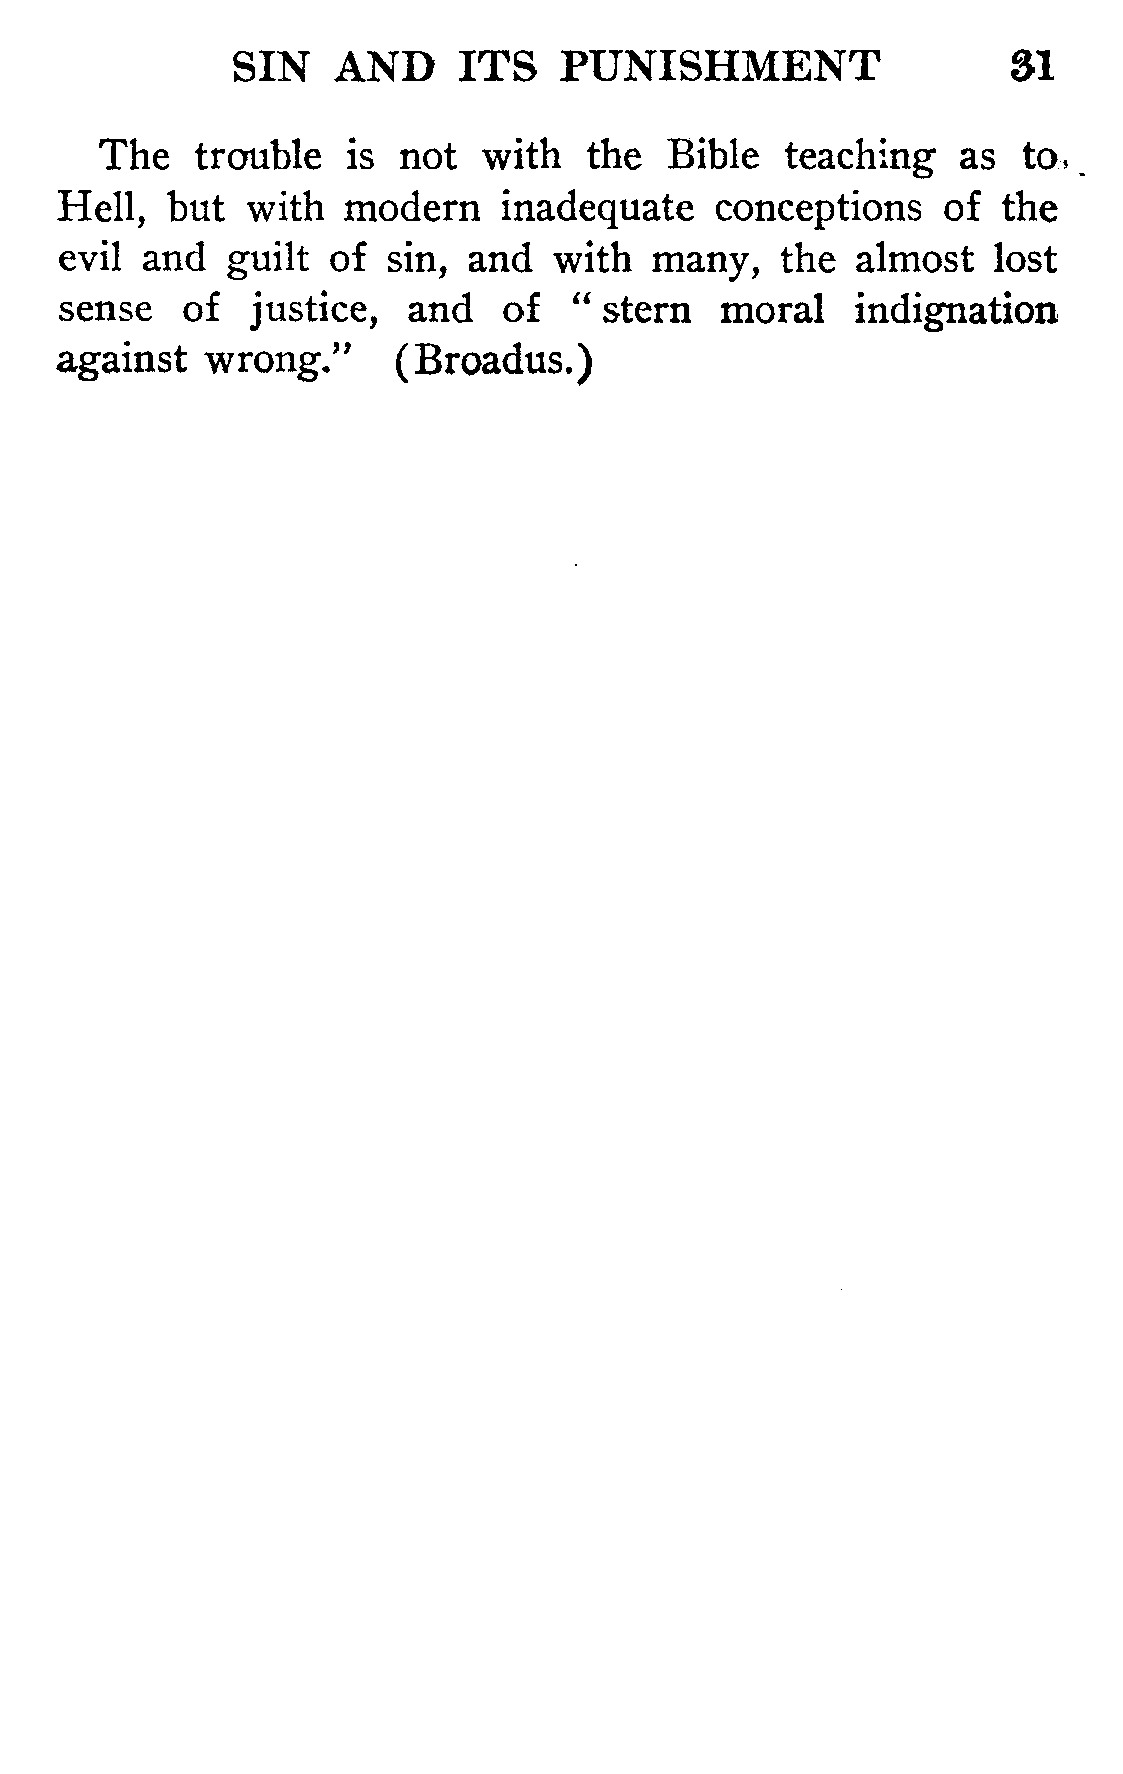 SIN AND ITS PUNISHMENT 31
The trouble is not with the Bible teaching as to
Hell, but with modern inadequate conceptions of the
evil and guilt of sin, and with many, the almost lost
sense of justice, and of “ stern moral indignation
against wrong.” (Broadus.)